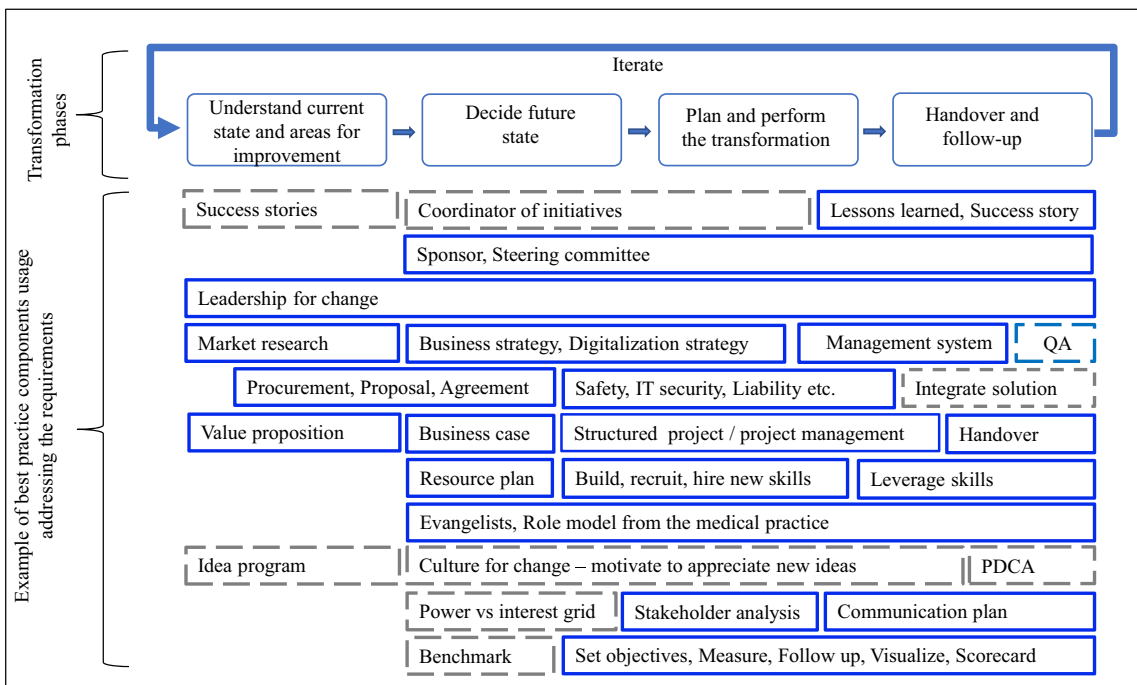 Transformation
phases
Iterate
Understand current
state and areas for
improvement
Decide future
state
Plan and perform
the transformation
Handover and
follow-up
Example of best practice components usage
addressing the requirements
Success stories
Coordinator of initiatives
Lessons learned, Success story
Sponsor, Steering committee
Leadership for change
Market research
Business strategy, Digitalization strategy
Management system
QA
Procurement, Proposal, Agreement
Safety, IT security, Liability etc.
Integrate solution
Value proposition
Business case
Structured project / project management
Handover
Resource plan
Build, recruit, hire new skills
Leverage skills
Evangelists, Role model from the medical practice
Idea program
Culture for change – motivate to appreciate new ideas
PDCA
Power vs interest grid
Stakeholder analysis
Communication plan
Benchmark
Set objectives, Measure, Follow up, Visualize, Scorecard